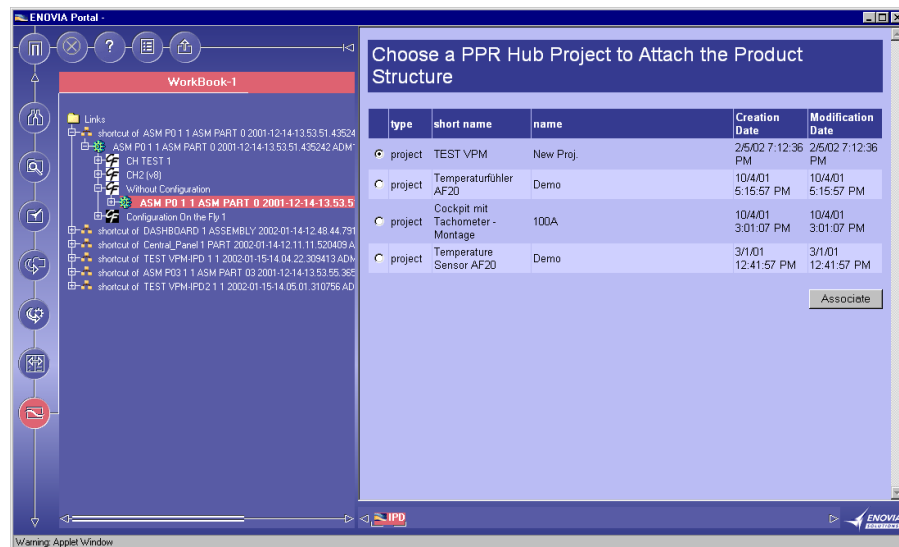 ENOVIA Portal -
WorkBook-1
Links
shortcut of ASM P0 1 1 ASM PART 0 2001-12-14-13.53.51.43524
ASM P0 1 1 ASM PART 0 2001-12-14-13.53.51.435242 ADM
CH TEST 1
CH2 (v8)
Without Configuration
ASM P0 1 1 ASM PART 0 2001-12-14-13.53.5
Configuration On the Fly 1
shortcut of DASHBOARD 1 ASSEMBLY 2002-01-14-12.48.44.791
shortcut of Central_Panel 1 PART 2002-01-14-12.11.11.520409 A
shortcut of TEST VPM-IPD 1 1 2002-01-15-14.04.22.309413 ADM
shortcut of ASM P03 1 1 ASM PART 03 2001-12-14-13.53.55.365
shortcut of TEST VPM-IPD2 1 1 2002-01-15-14.05.01.310756 AD
Choose a PPR Hub Project to Attach the Product
Structure
type short name name Creation Date Modification Date
project TEST VPM New Proj. 2/5/02 7:12:36 PM 2/5/02 7:12:36 PM
project Temperaturfühler AF20 Demo 10/4/01 5:15:57 PM 10/4/01 5:15:57 PM
project Cockpit mit Tachometer - Montage 100A 10/4/01 3:01:07 PM 10/4/01 3:01:07 PM
project Temperature Sensor AF20 Demo 3/1/01 12:41:57 PM 3/1/01 12:41:57 PM
Associate
IPD
ENOVIA
SOLUTIONS
Warning: Applet Window